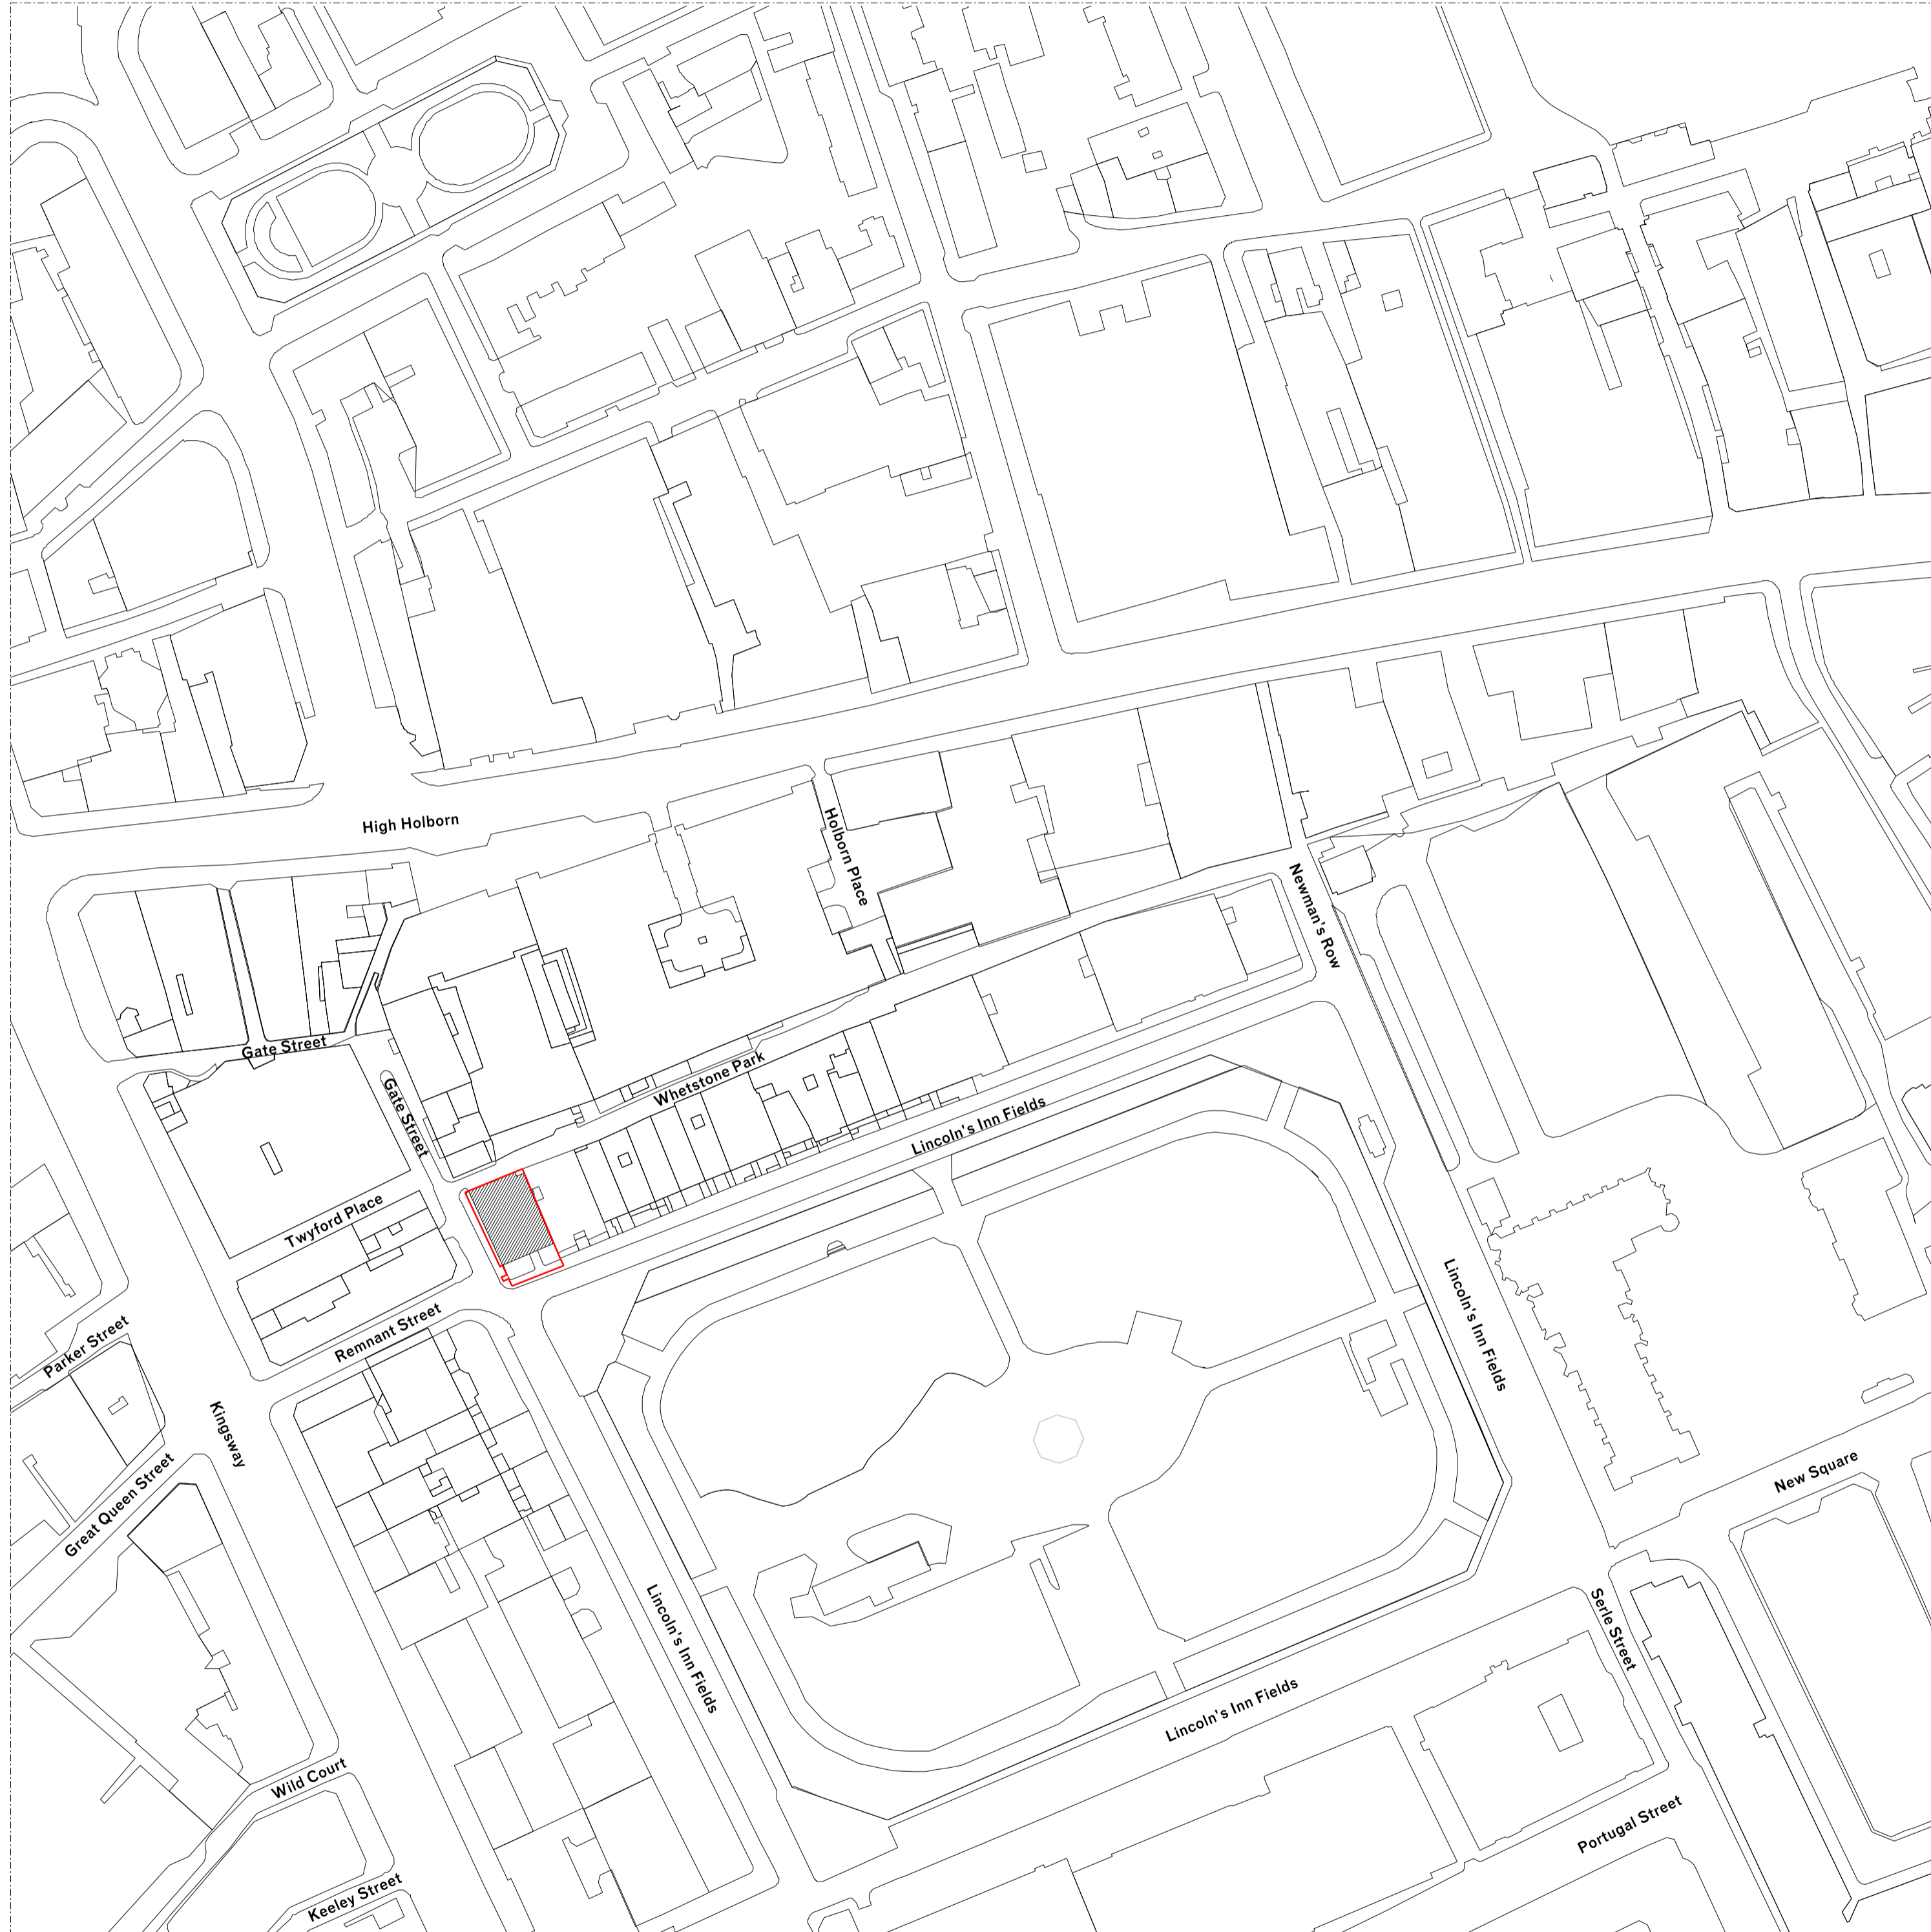 High Holborn
Holborn Place
Newman's Row
Gate Street
Whetstone Park
Gate Street
Lincoln's Inn Fields
Twyford Place
Remnant Street
Lincoln's Inn Fields
Parker Street
Kingsway
Great Queen Street
New Square
Lincoln's Inn Fields
Serle Street
Lincoln's Inn Fields
Wild Court
Portugal Street
Keeley Street